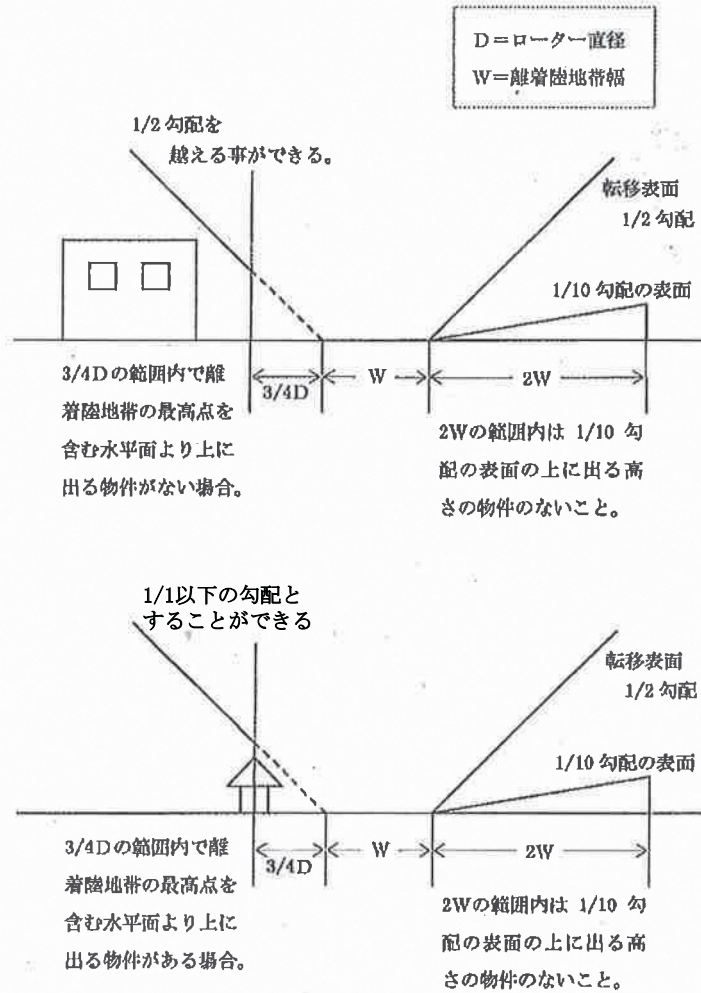 D＝ローター直径
W＝離着陸地帯幅
1/2 勾配を
越える事ができる。
転移表面
1/2 勾配
1/10 勾配の表面
3/4D
W
2W
3/4Dの範囲内で離
着陸地帯の最高点を
含む水平面より上に
出る物件がない場合。
2Wの範囲内は 1/10 勾
配の表面の上に出る高
さの物件のないこと。
1/1以下の勾配と
することができる
転移表面
1/2 勾配
1/10 勾配の表面
3/4D
W
2W
3/4Dの範囲内で離
着陸地帯の最高点を
含む水平面より上に
出る物件がある場合。
2Wの範囲内は 1/10 勾
配の表面の上に出る高
さの物件のないこと。